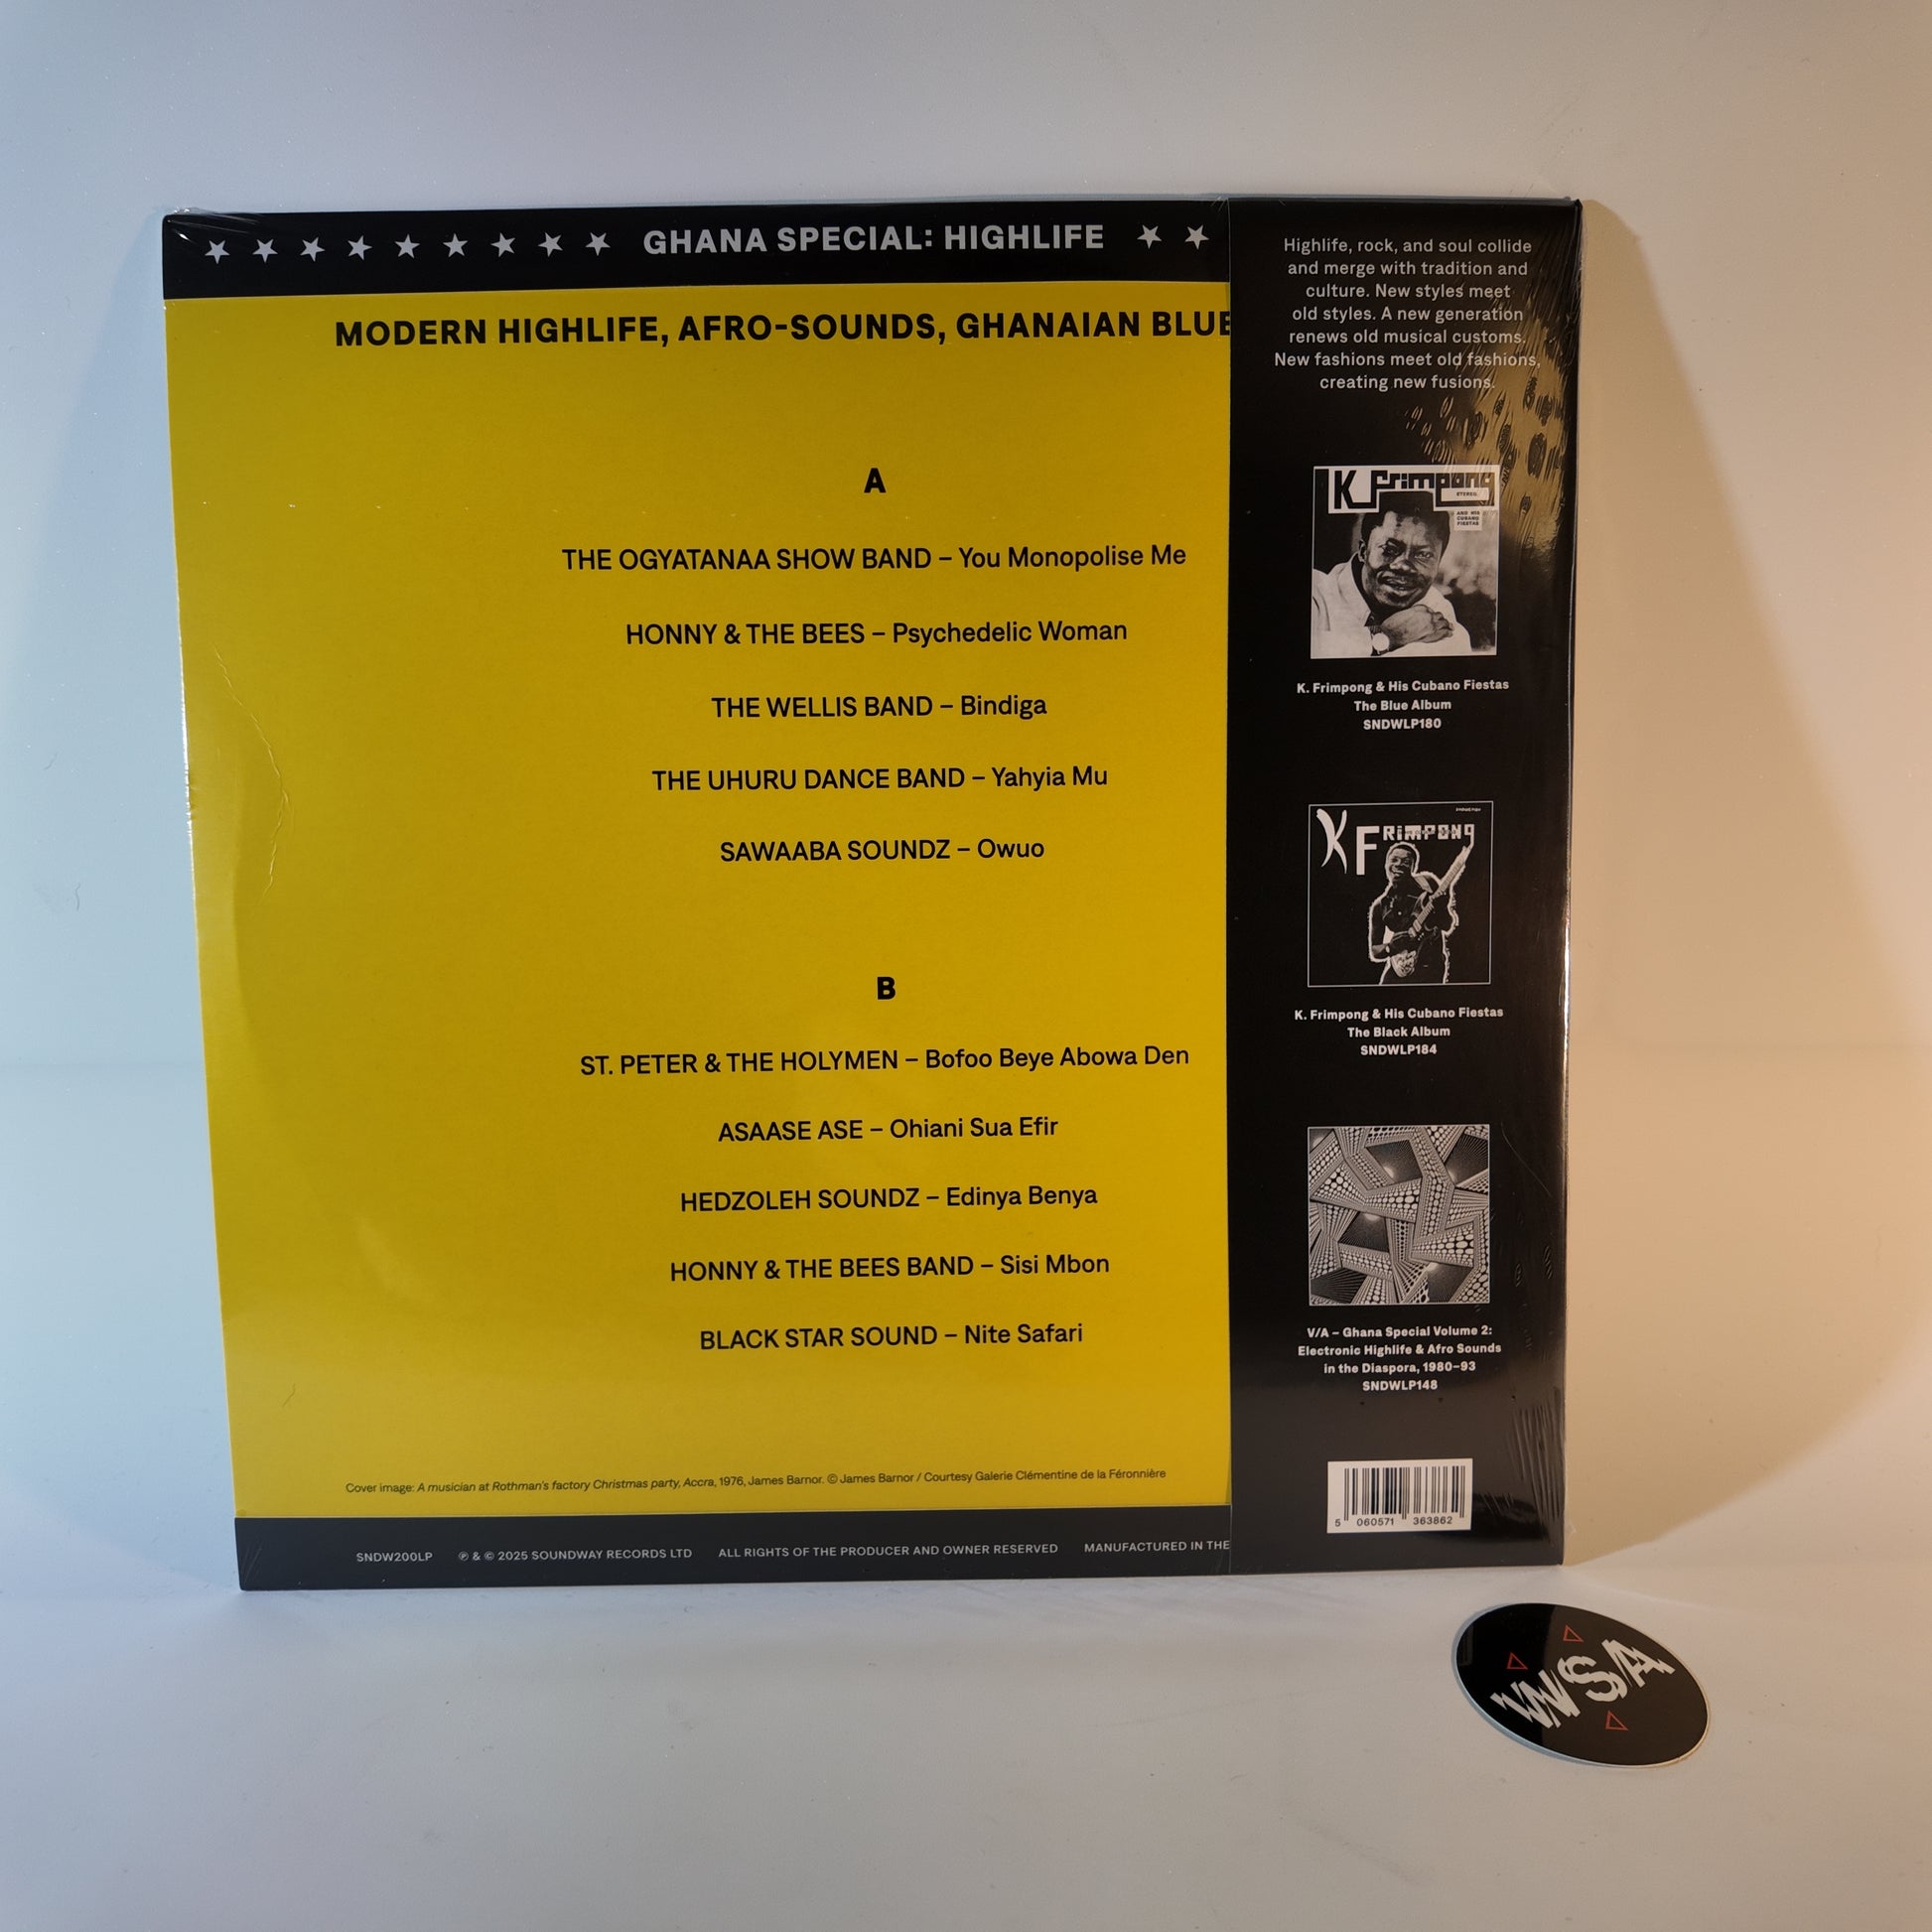 ★ ★ ★ ★ ★ ★ ★ ★ ★ GHANA SPECIAL: HIGHLIFE ★ ★
MODERN HIGHLIFE, AFRO-SOUNDS, GHANAIAN BLUE
A
THE OGYATANAA SHOW BAND – You Monopolise Me
HONNY & THE BEES – Psychedelic Woman
THE WELLIS BAND – Bindiga
THE UHURU DANCE BAND – Yahyia Mu
SAWAABA SOUNDZ – Owuo
B
ST. PETER & THE HOLYMEN – Bofoo Beye Abowa Den
ASAASE ASE – Ohiani Sua Efir
HEDZOLEH SOUNDZ – Edinya Benya
HONNY & THE BEES BAND – Sisi Mbon
BLACK STAR SOUND – Nite Safari
Cover image: A musician at Rothman's factory Christmas party, Accra, 1976, James Barnor. © James Barnor / Courtesy Galerie Clémentine de la Féronnière
SNDW200LP ℗ & © 2025 SOUNDWAY RECORDS LTD ALL RIGHTS OF THE PRODUCER AND OWNER RESERVED MANUFACTURED IN THE
Highlife, rock, and soul collide
and merge with tradition and
culture. New styles meet
old styles. A new generation
renews old musical customs.
New fashions meet old fashions,
creating new fusions.
K Frimpong
STEREO
AND HIS
CUBANO
FIESTAS
K. Frimpong & His Cubano Fiestas
The Blue Album
SNDWLP180
K FRIMPONG
K. Frimpong & His Cubano Fiestas
The Black Album
SNDWLP184
V/A – Ghana Special Volume 2:
Electronic Highlife & Afro Sounds
in the Diaspora, 1980–93
SNDWLP148
5 060571 363862
VVSA